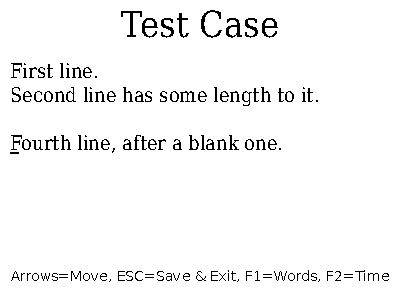 Test Case
First line.
Second line has some length to it.

Fourth line, after a blank one.
Arrows=Move, ESC=Save & Exit, F1=Words, F2=Time